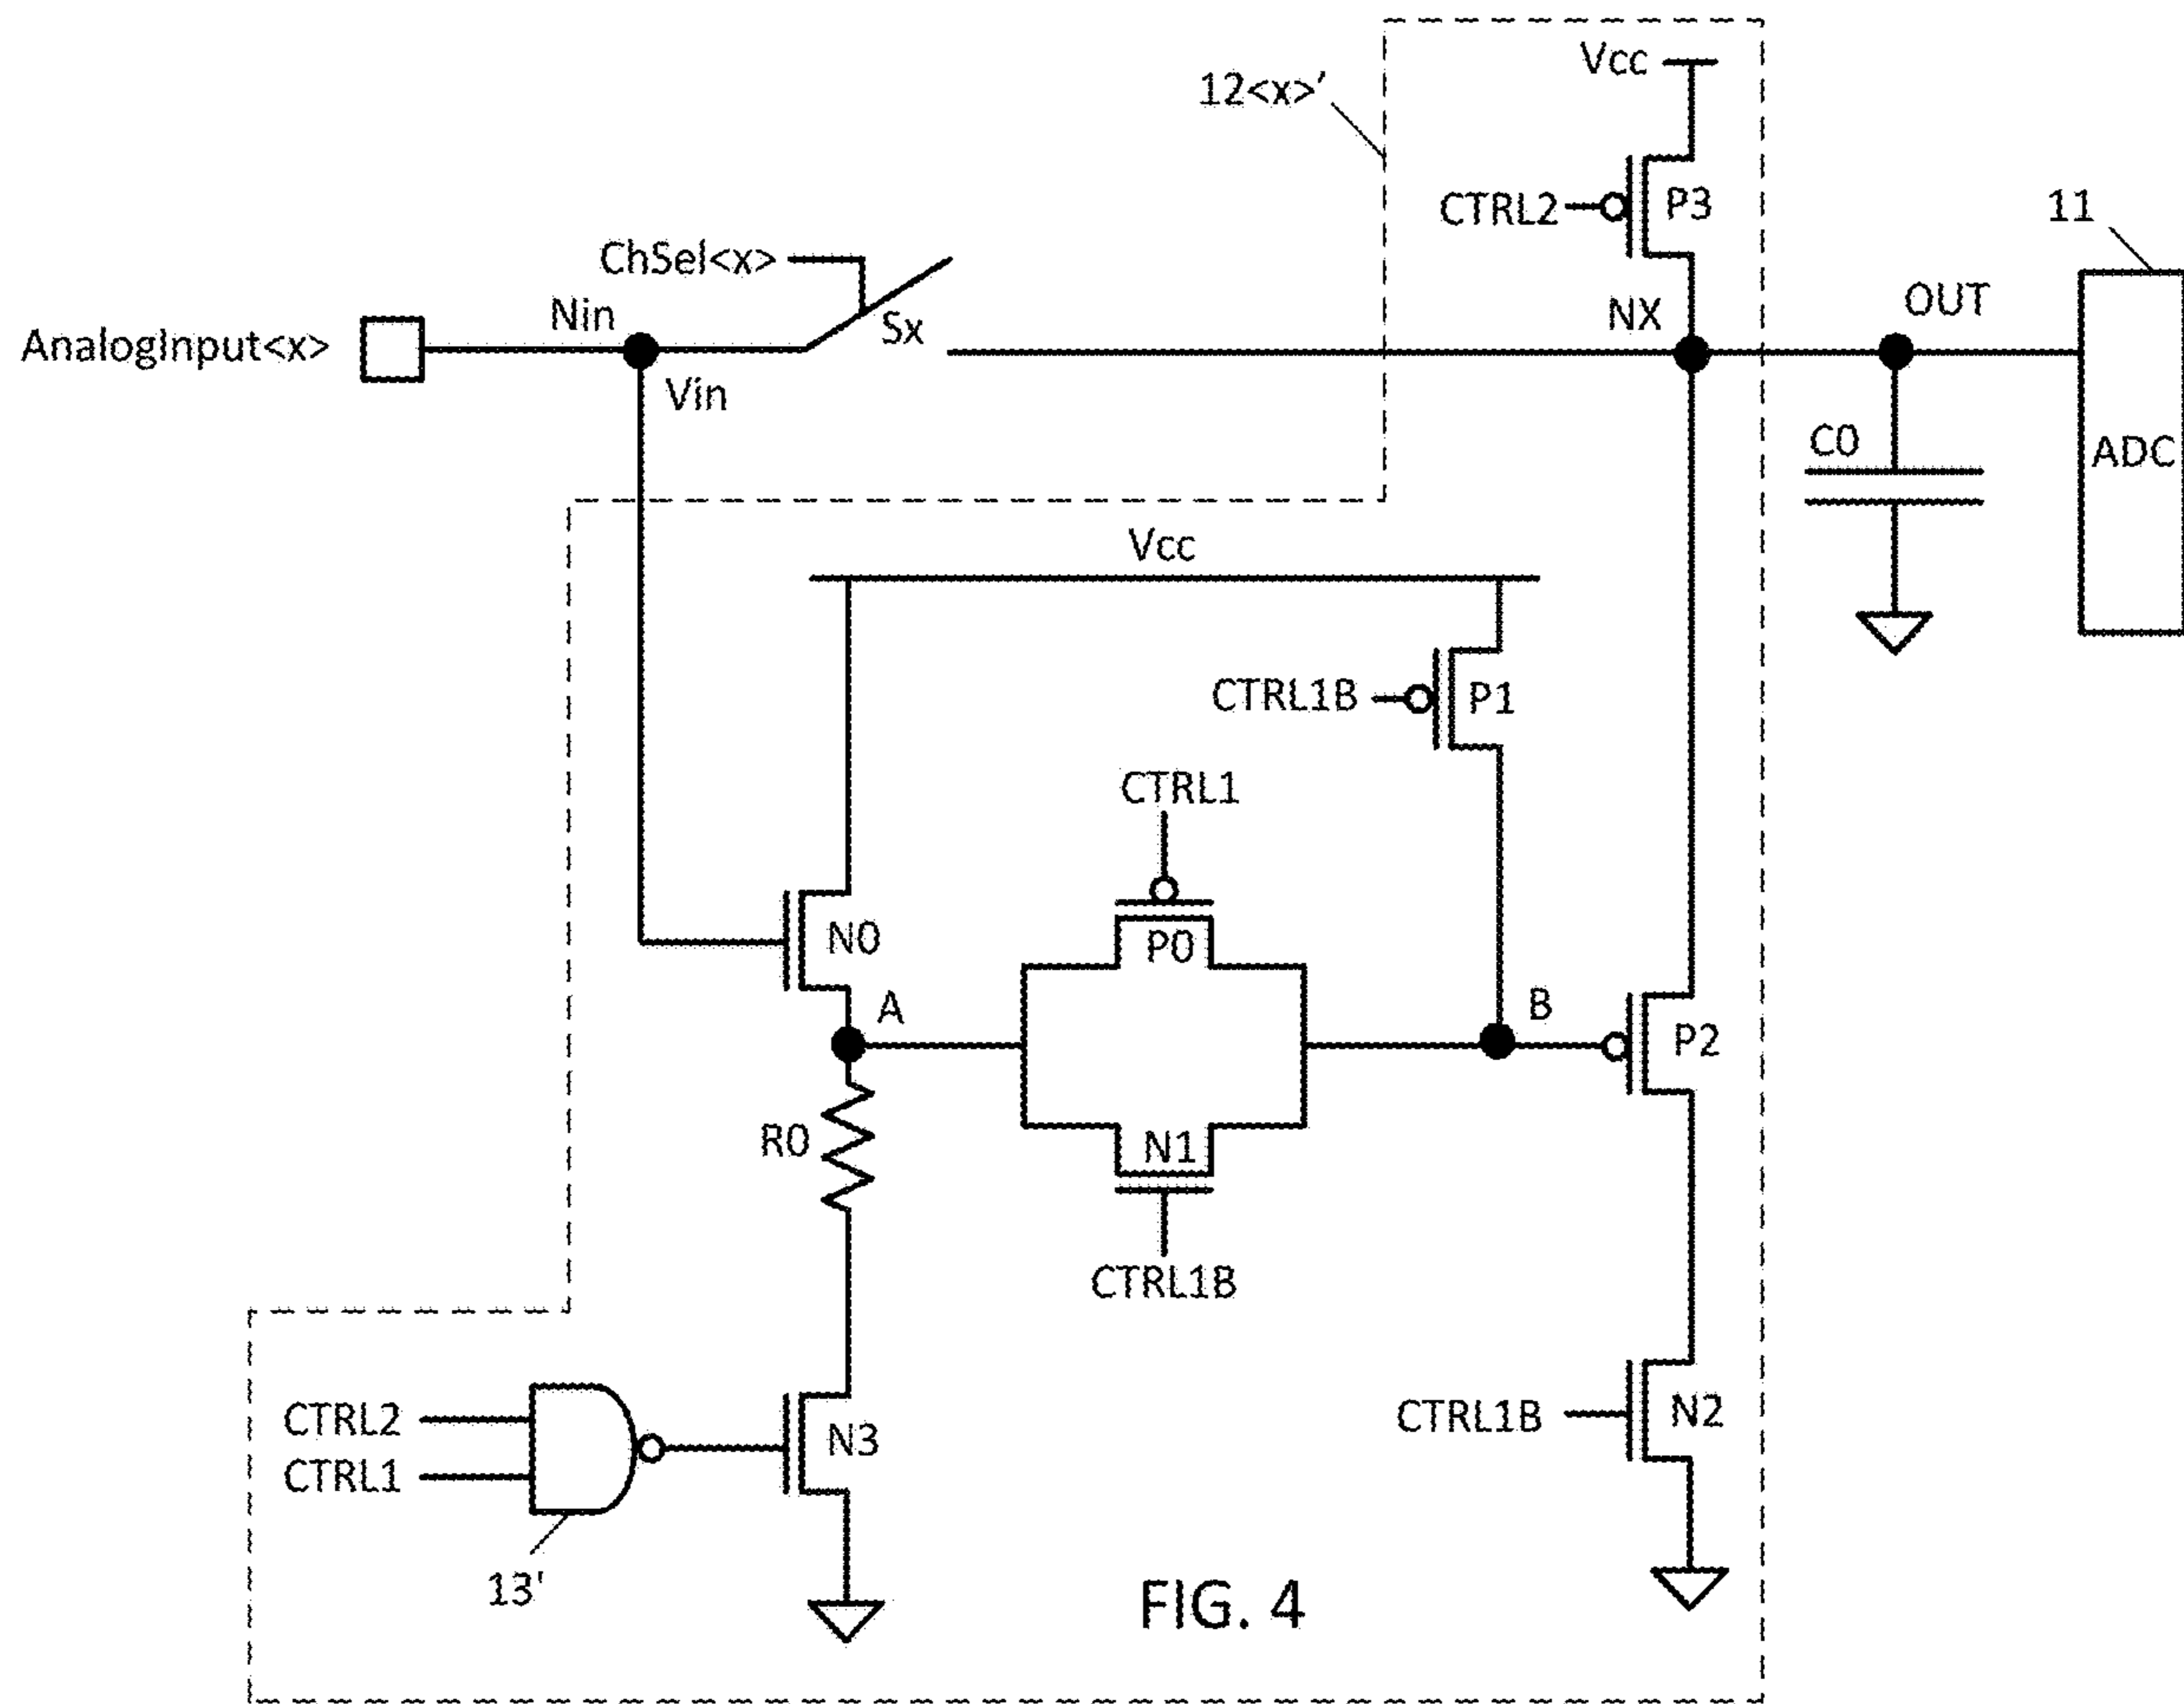 Vcc
12<x>'
CTRL2
P3
11
ChSel<x>
Nin
Sx
NX
OUT
AnalogInput<x>
Vin
C0
ADC
Vcc
CTRL1B
P1
CTRL1
N0
P0
A
B
P2
R0
N1
CTRL1B
CTRL2
CTRL1
N3
CTRL1B
N2
13'
FIG. 4